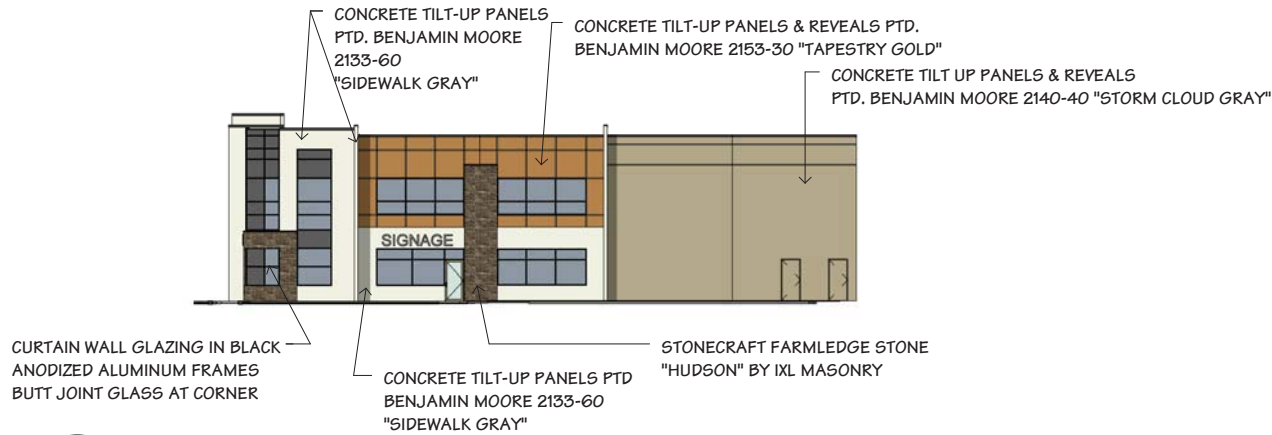 CONCRETE TILT-UP PANELS
PTD. BENJAMIN MOORE
2133-60
"SIDEWALK GRAY"
CONCRETE TILT-UP PANELS & REVEALS PTD.
BENJAMIN MOORE 2153-30 "TAPESTRY GOLD"
CONCRETE TILT UP PANELS & REVEALS
PTD. BENJAMIN MOORE 2140-40 "STORM CLOUD GRAY"
SIGNAGE
CURTAIN WALL GLAZING IN BLACK
ANODIZED ALUMINUM FRAMES
BUTT JOINT GLASS AT CORNER
CONCRETE TILT-UP PANELS PTD
BENJAMIN MOORE 2133-60
"SIDEWALK GRAY"
STONECRAFT FARMLEDGE STONE
"HUDSON" BY IXL MASONRY